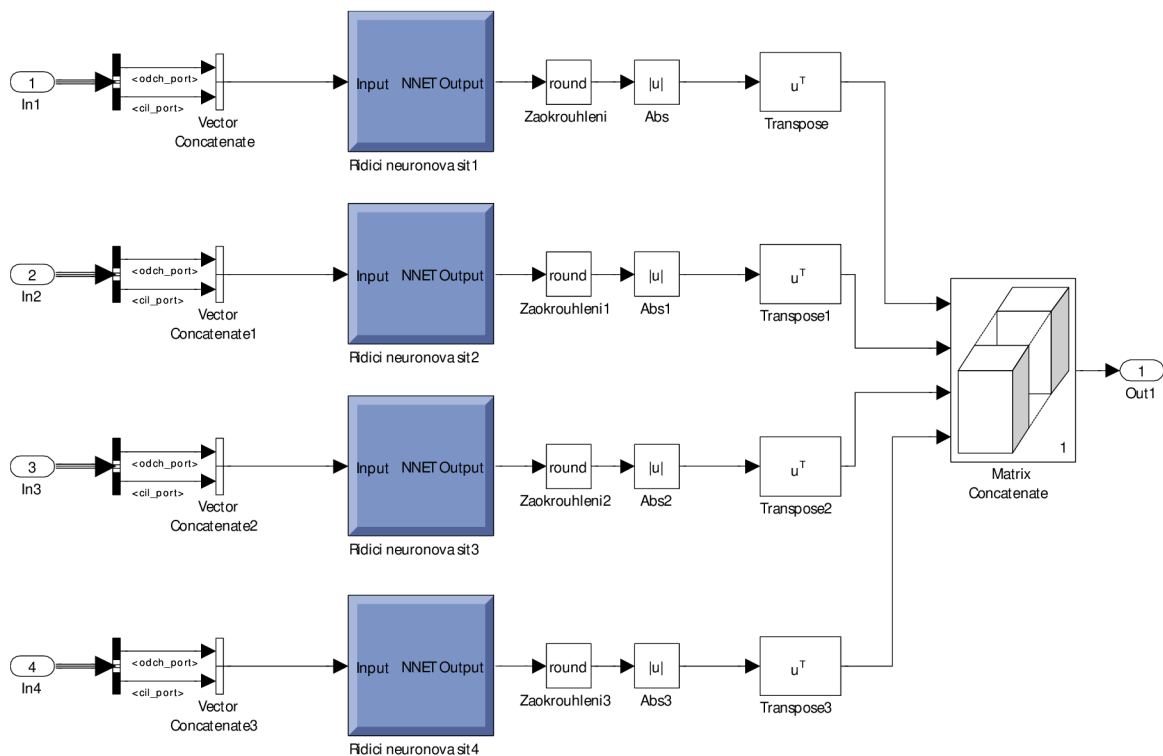 1
In1
<odch_port>
<cil_port>
Vector
Concatenate
Input NNET Output
Ridici neuronova sit1
round
Zaokrouhleni
|u|
Abs
u^T
Transpose
2
In2
<odch_port>
<cil_port>
Vector
Concatenate1
Input NNET Output
Ridici neuronova sit2
round
Zaokrouhleni1
|u|
Abs1
u^T
Transpose1
3
In3
<odch_port>
<cil_port>
Vector
Concatenate2
Input NNET Output
Ridici neuronova sit3
round
Zaokrouhleni2
|u|
Abs2
u^T
Transpose2
4
In4
<odch_port>
<cil_port>
Vector
Concatenate3
Input NNET Output
Ridici neuronova sit4
round
Zaokrouhleni3
|u|
Abs3
u^T
Transpose3
1
Matrix
Concatenate
1
Out1